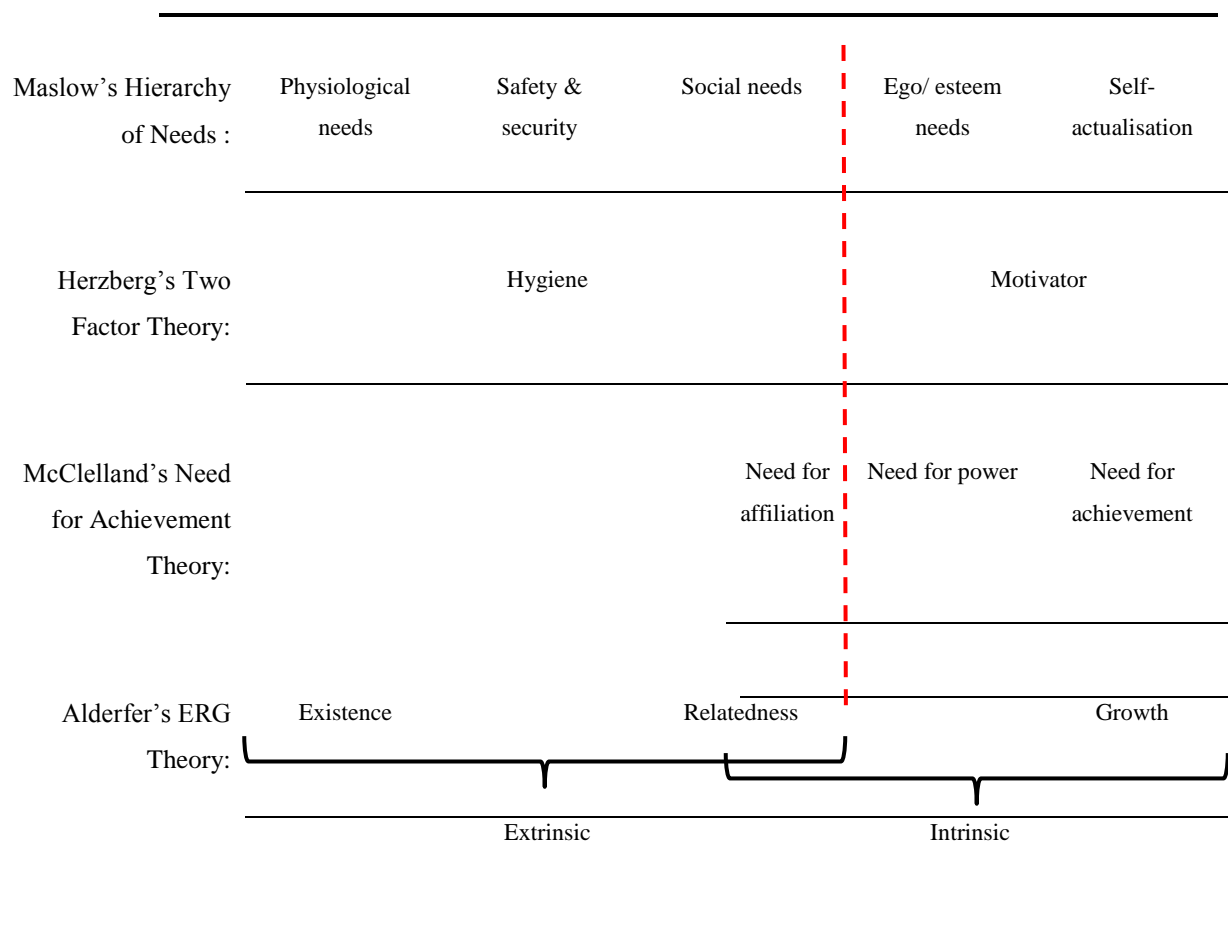 Maslow’s Hierarchy
of Needs :
Physiological
needs
Safety &
security
Social needs
Ego/ esteem
needs
Self-
actualisation
Herzberg’s Two
Factor Theory:
Hygiene
Motivator
McClelland’s Need
for Achievement
Theory:
Need for
affiliation
Need for power
Need for
achievement
Alderfer’s ERG
Theory:
Existence
Relatedness
Growth
Extrinsic
Intrinsic